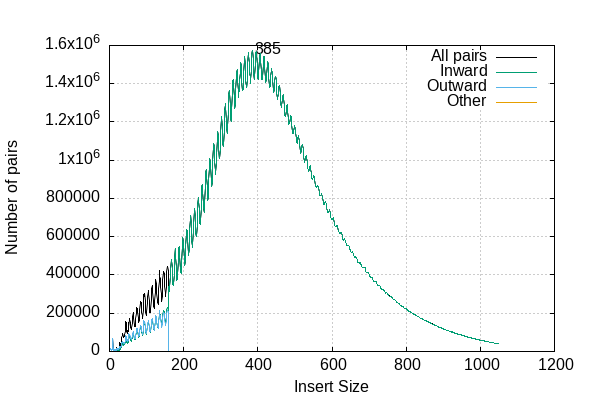 1.6x10^6
385
All pairs
Inward
Outward
Other
1.4x10^6
1.2x10^6
1x10^6
800000
600000
400000
200000
0
Number of pairs
0 200 400 600 800 1000 1200
Insert Size